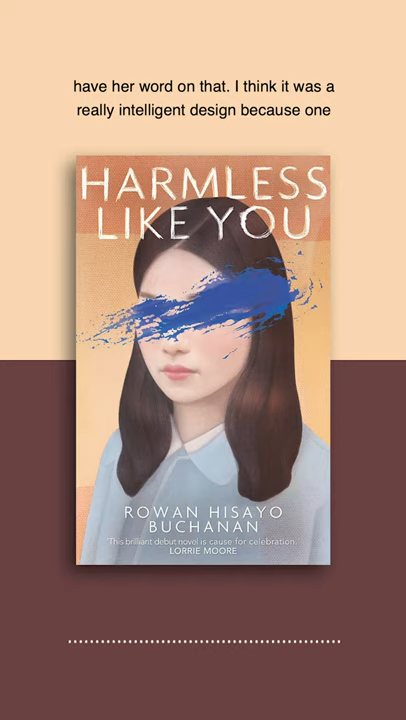 have her word on that. I think it was a
really intelligent design because one
HARMLESS
LIKE YOU
ROWAN HISAYO
BUCHANAN
'This brilliant debut novel is cause for celebration.'
LORRIE MOORE